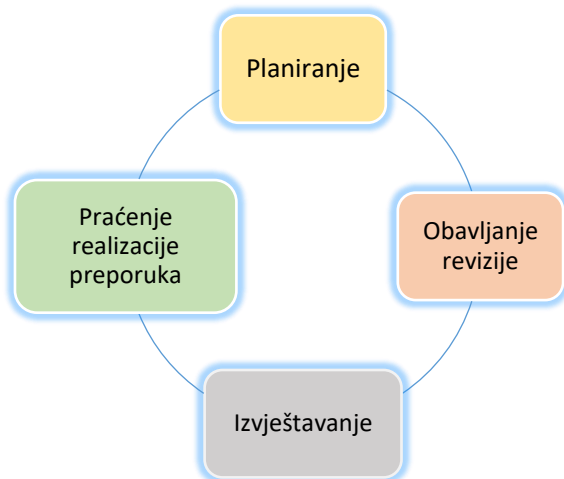 Planiranje
Obavljanje
revizije
Izvještavanje
Praćenje
realizacije
preporuka